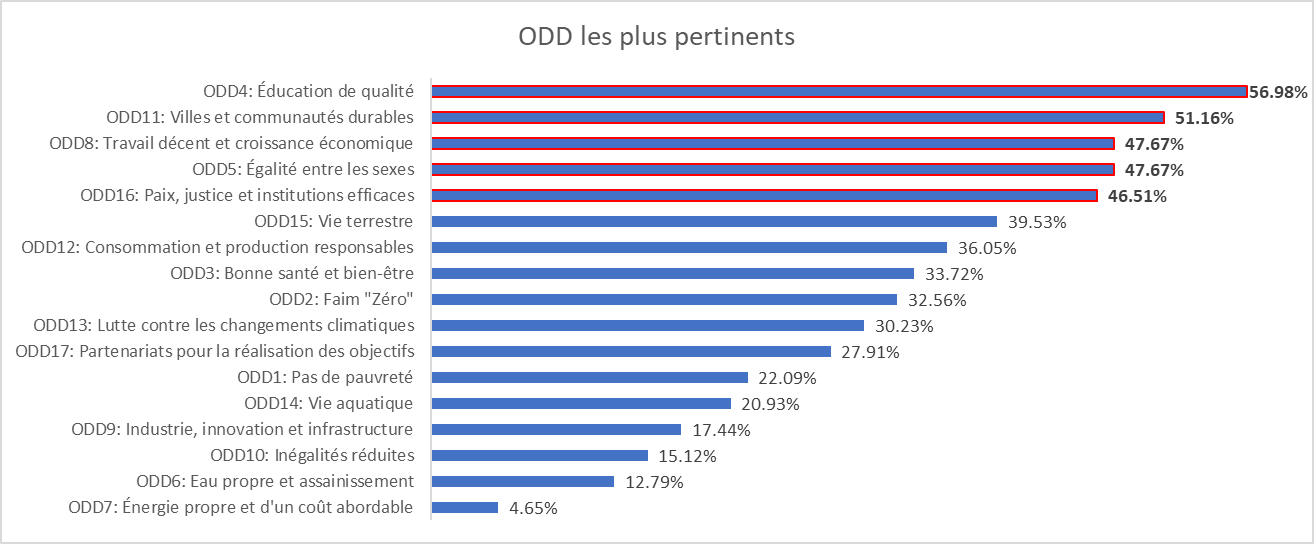 ODD les plus pertinents
ODD4: Éducation de qualité 56.98%
ODD11: Villes et communautés durables 51.16%
ODD8: Travail décent et croissance économique 47.67%
ODD5: Égalité entre les sexes 47.67%
ODD16: Paix, justice et institutions efficaces 46.51%
ODD15: Vie terrestre 39.53%
ODD12: Consommation et production responsables 36.05%
ODD3: Bonne santé et bien-être 33.72%
ODD2: Faim "Zéro" 32.56%
ODD13: Lutte contre les changements climatiques 30.23%
ODD17: Partenariats pour la réalisation des objectifs 27.91%
ODD1: Pas de pauvreté 22.09%
ODD14: Vie aquatique 20.93%
ODD9: Industrie, innovation et infrastructure 17.44%
ODD10: Inégalités réduites 15.12%
ODD6: Eau propre et assainissement 12.79%
ODD7: Énergie propre et d'un coût abordable 4.65%